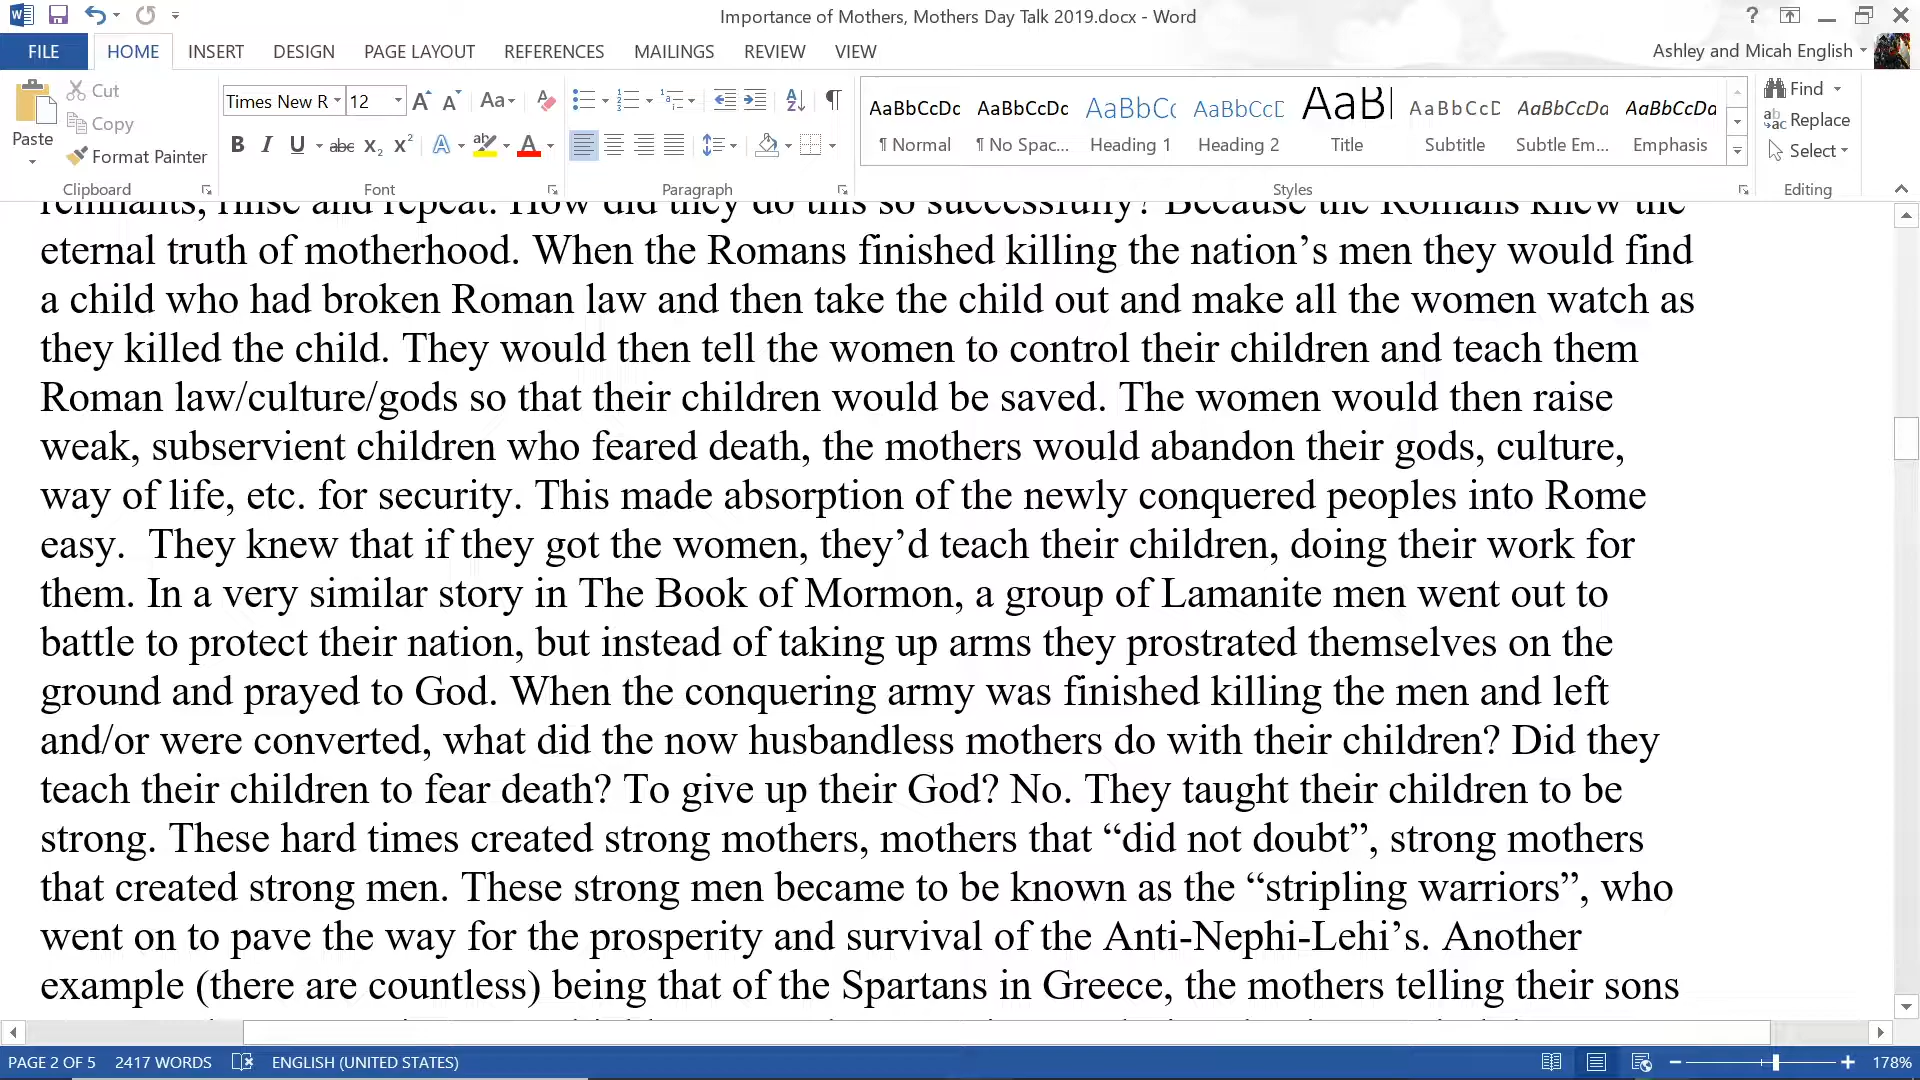 Importance of Mothers, Mothers Day Talk 2019.docx - Word
FILE HOME INSERT DESIGN PAGE LAYOUT REFERENCES MAILINGS REVIEW VIEW Ashley and Micah English
Paste
Cut
Copy
Format Painter
Clipboard
Times New R 12
Font
Paragraph
AaBbCcDc AaBbCcDc AaBbCc AaBbCcD AaB AaBbCcD AaBbCcDa AaBbCcDa
¶ Normal ¶ No Spac... Heading 1 Heading 2 Title Subtitle Subtle Em... Emphasis
Styles
Find
Replace
Select
Editing
remnants, rinse and repeat. How did they do this so successfully? Because the Romans knew the
eternal truth of motherhood. When the Romans finished killing the nation’s men they would find
a child who had broken Roman law and then take the child out and make all the women watch as
they killed the child. They would then tell the women to control their children and teach them
Roman law/culture/gods so that their children would be saved. The women would then raise
weak, subservient children who feared death, the mothers would abandon their gods, culture,
way of life, etc. for security. This made absorption of the newly conquered peoples into Rome
easy.  They knew that if they got the women, they’d teach their children, doing their work for
them. In a very similar story in The Book of Mormon, a group of Lamanite men went out to
battle to protect their nation, but instead of taking up arms they prostrated themselves on the
ground and prayed to God. When the conquering army was finished killing the men and left
and/or were converted, what did the now husbandless mothers do with their children? Did they
teach their children to fear death? To give up their God? No. They taught their children to be
strong. These hard times created strong mothers, mothers that “did not doubt”, strong mothers
that created strong men. These strong men became to be known as the “stripling warriors”, who
went on to pave the way for the prosperity and survival of the Anti-Nephi-Lehi’s. Another
example (there are countless) being that of the Spartans in Greece, the mothers telling their sons
PAGE 2 OF 5 2417 WORDS ENGLISH (UNITED STATES) 178%